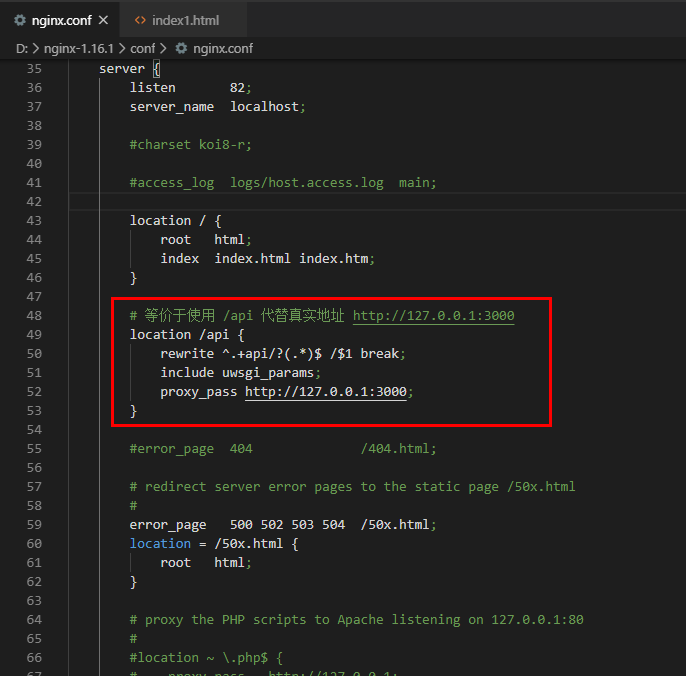 nginx.conf index1.html
D: > nginx-1.16.1 > conf > nginx.conf
35 server {
36 listen 82;
37 server_name localhost;
38
39 #charset koi8-r;
40
41 #access_log logs/host.access.log main;
42
43 location / {
44 root html;
45 index index.html index.htm;
46 }
47
48 # 等价于使用 /api 代替真实地址 http://127.0.0.1:3000
49 location /api {
50 rewrite ^.+api/?(.*)$ /$1 break;
51 include uwsgi_params;
52 proxy_pass http://127.0.0.1:3000;
53 }
54
55 #error_page 404 /404.html;
56
57 # redirect server error pages to the static page /50x.html
58 #
59 error_page 500 502 503 504 /50x.html;
60 location = /50x.html {
61 root html;
62 }
63
64 # proxy the PHP scripts to Apache listening on 127.0.0.1:80
65 #
66 #location ~ \.php$ {
67 # proxy_pass http://127.0.0.1;